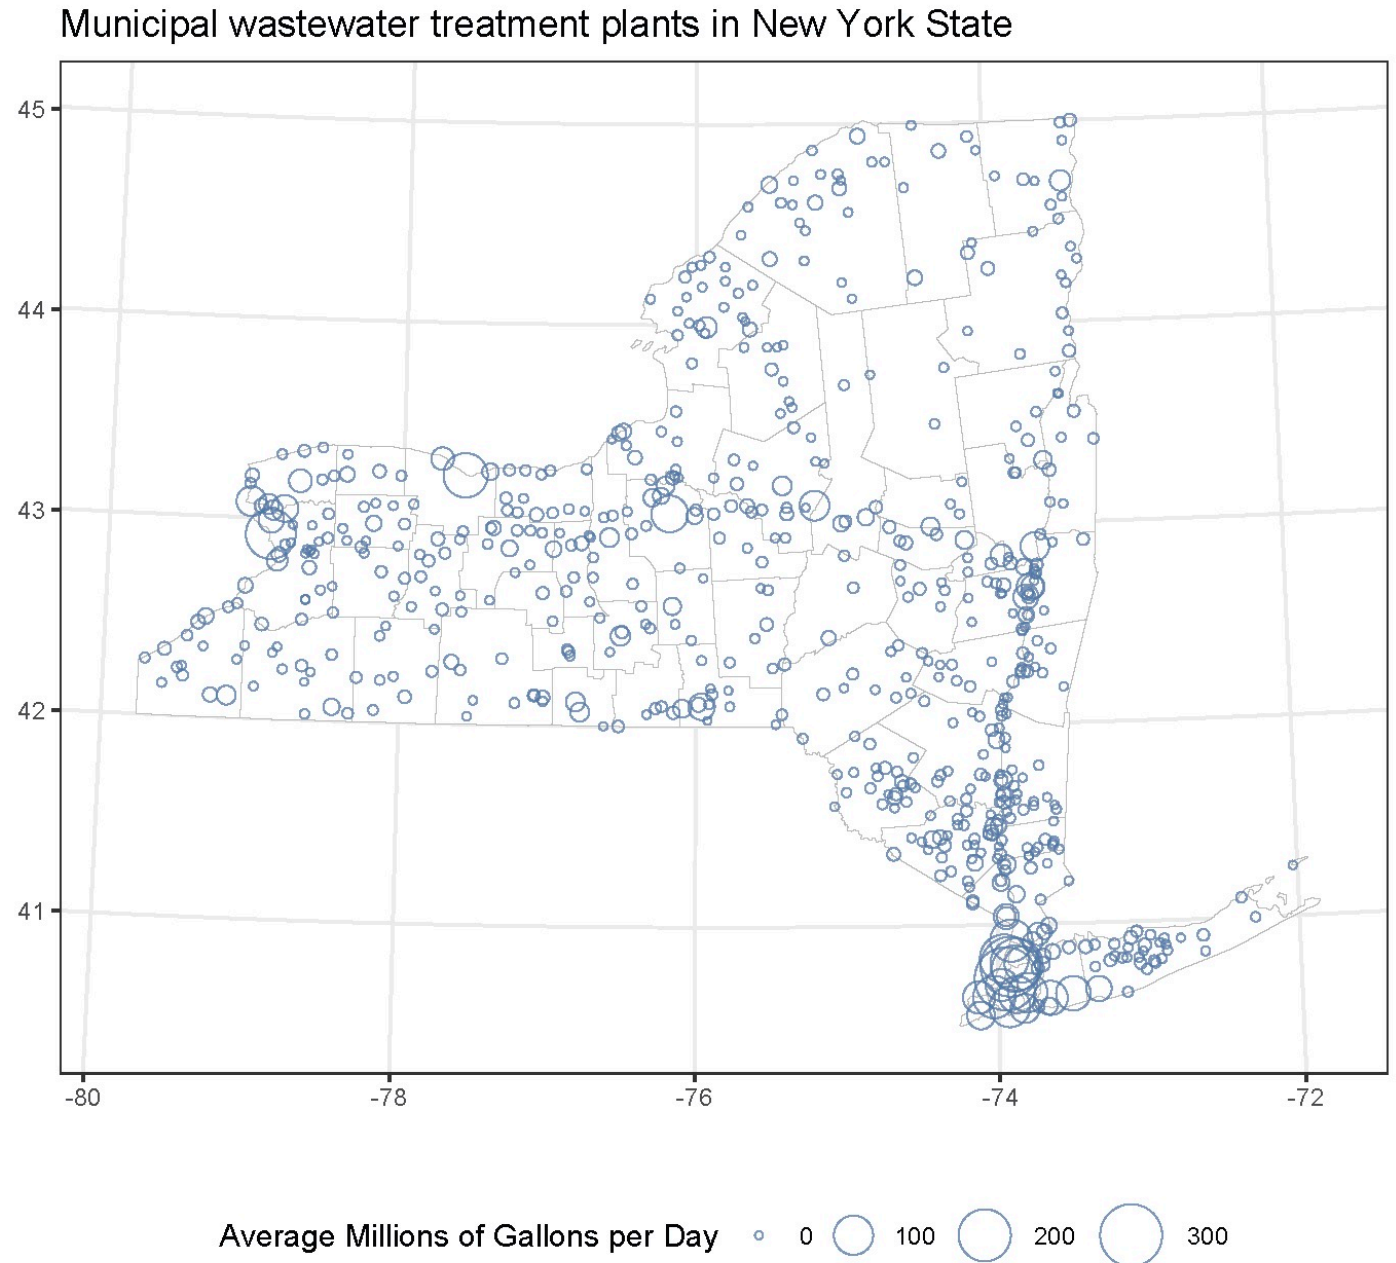 Municipal wastewater treatment plants in New York State
45
44
43
42
41
-80 -78 -76 -74 -72
Average Millions of Gallons per Day 0 100 200 300